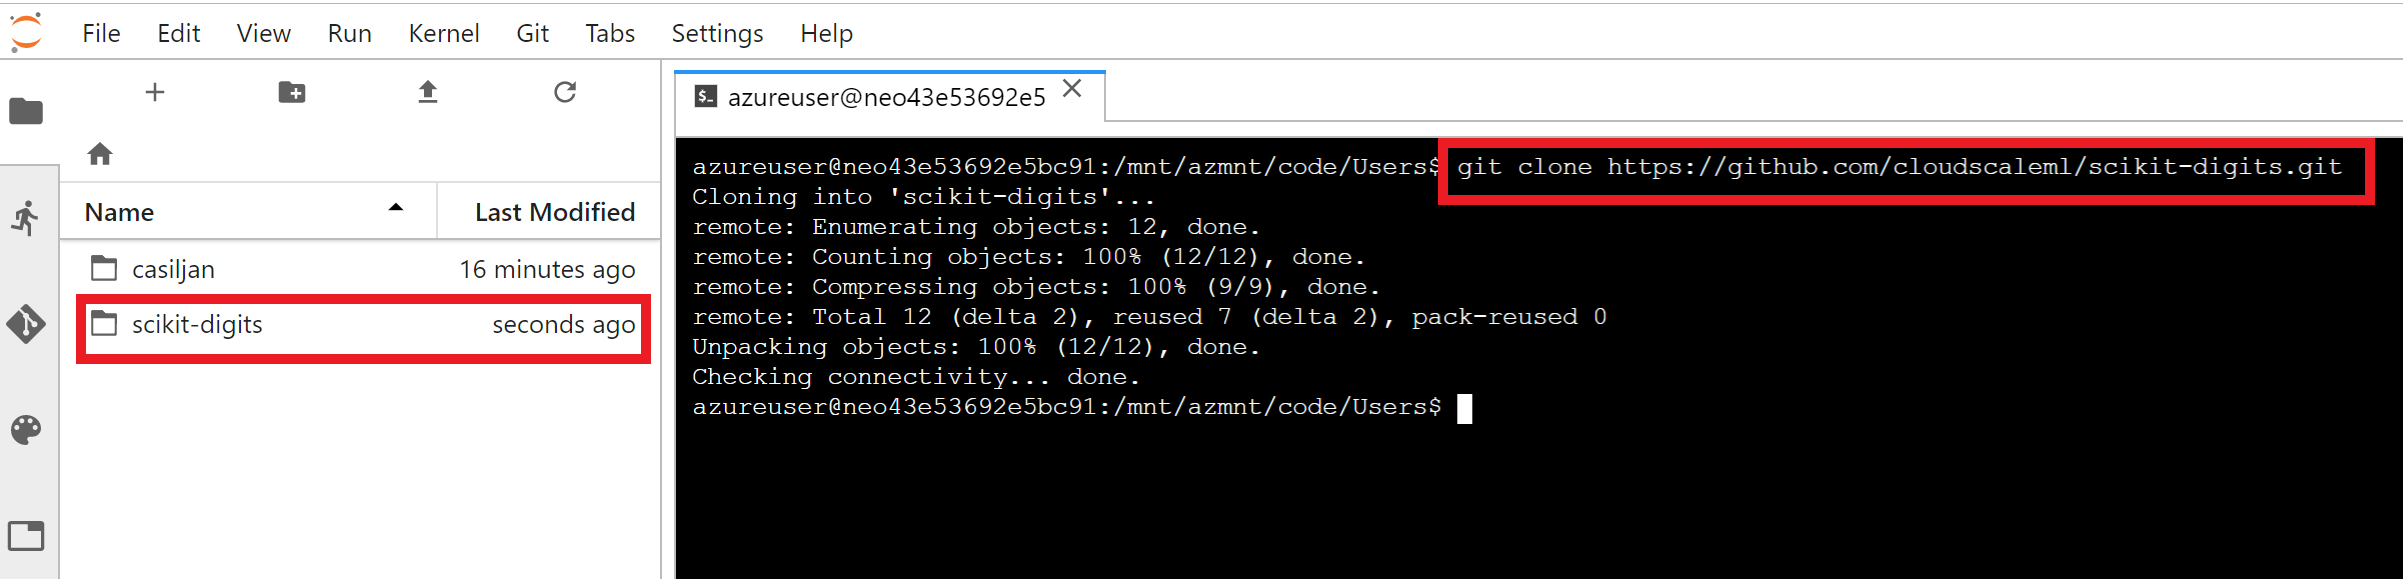 File Edit View Run Kernel Git Tabs Settings Help
azureuser@neo43e53692e5
Name Last Modified
casiljan 16 minutes ago
scikit-digits seconds ago
azureuser@neo43e53692e5bc91:/mnt/azmnt/code/Users$ git clone https://github.com/cloudscaleml/scikit-digits.git
Cloning into 'scikit-digits'...
remote: Enumerating objects: 12, done.
remote: Counting objects: 100% (12/12), done.
remote: Compressing objects: 100% (9/9), done.
remote: Total 12 (delta 2), reused 7 (delta 2), pack-reused 0
Unpacking objects: 100% (12/12), done.
Checking connectivity... done.
azureuser@neo43e53692e5bc91:/mnt/azmnt/code/Users$